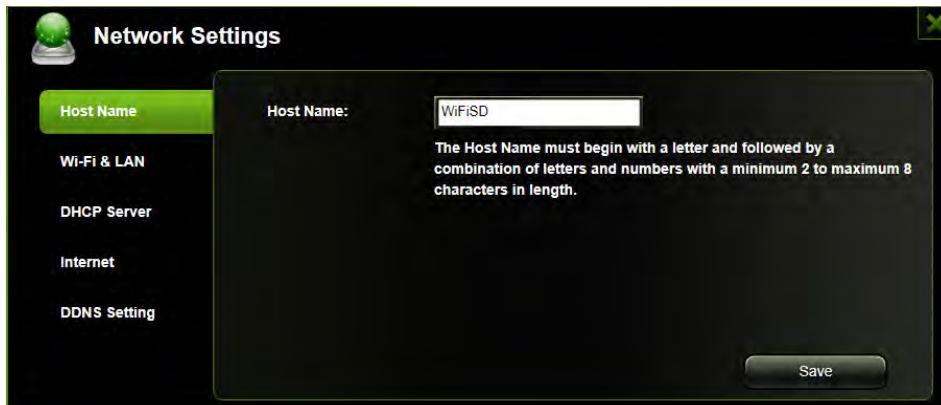 Network Settings
Host Name
Wi-Fi & LAN
DHCP Server
Internet
DDNS Setting
Host Name:
WiFiSD
The Host Name must begin with a letter and followed by a
combination of letters and numbers with a minimum 2 to maximum 8
characters in length.
Save